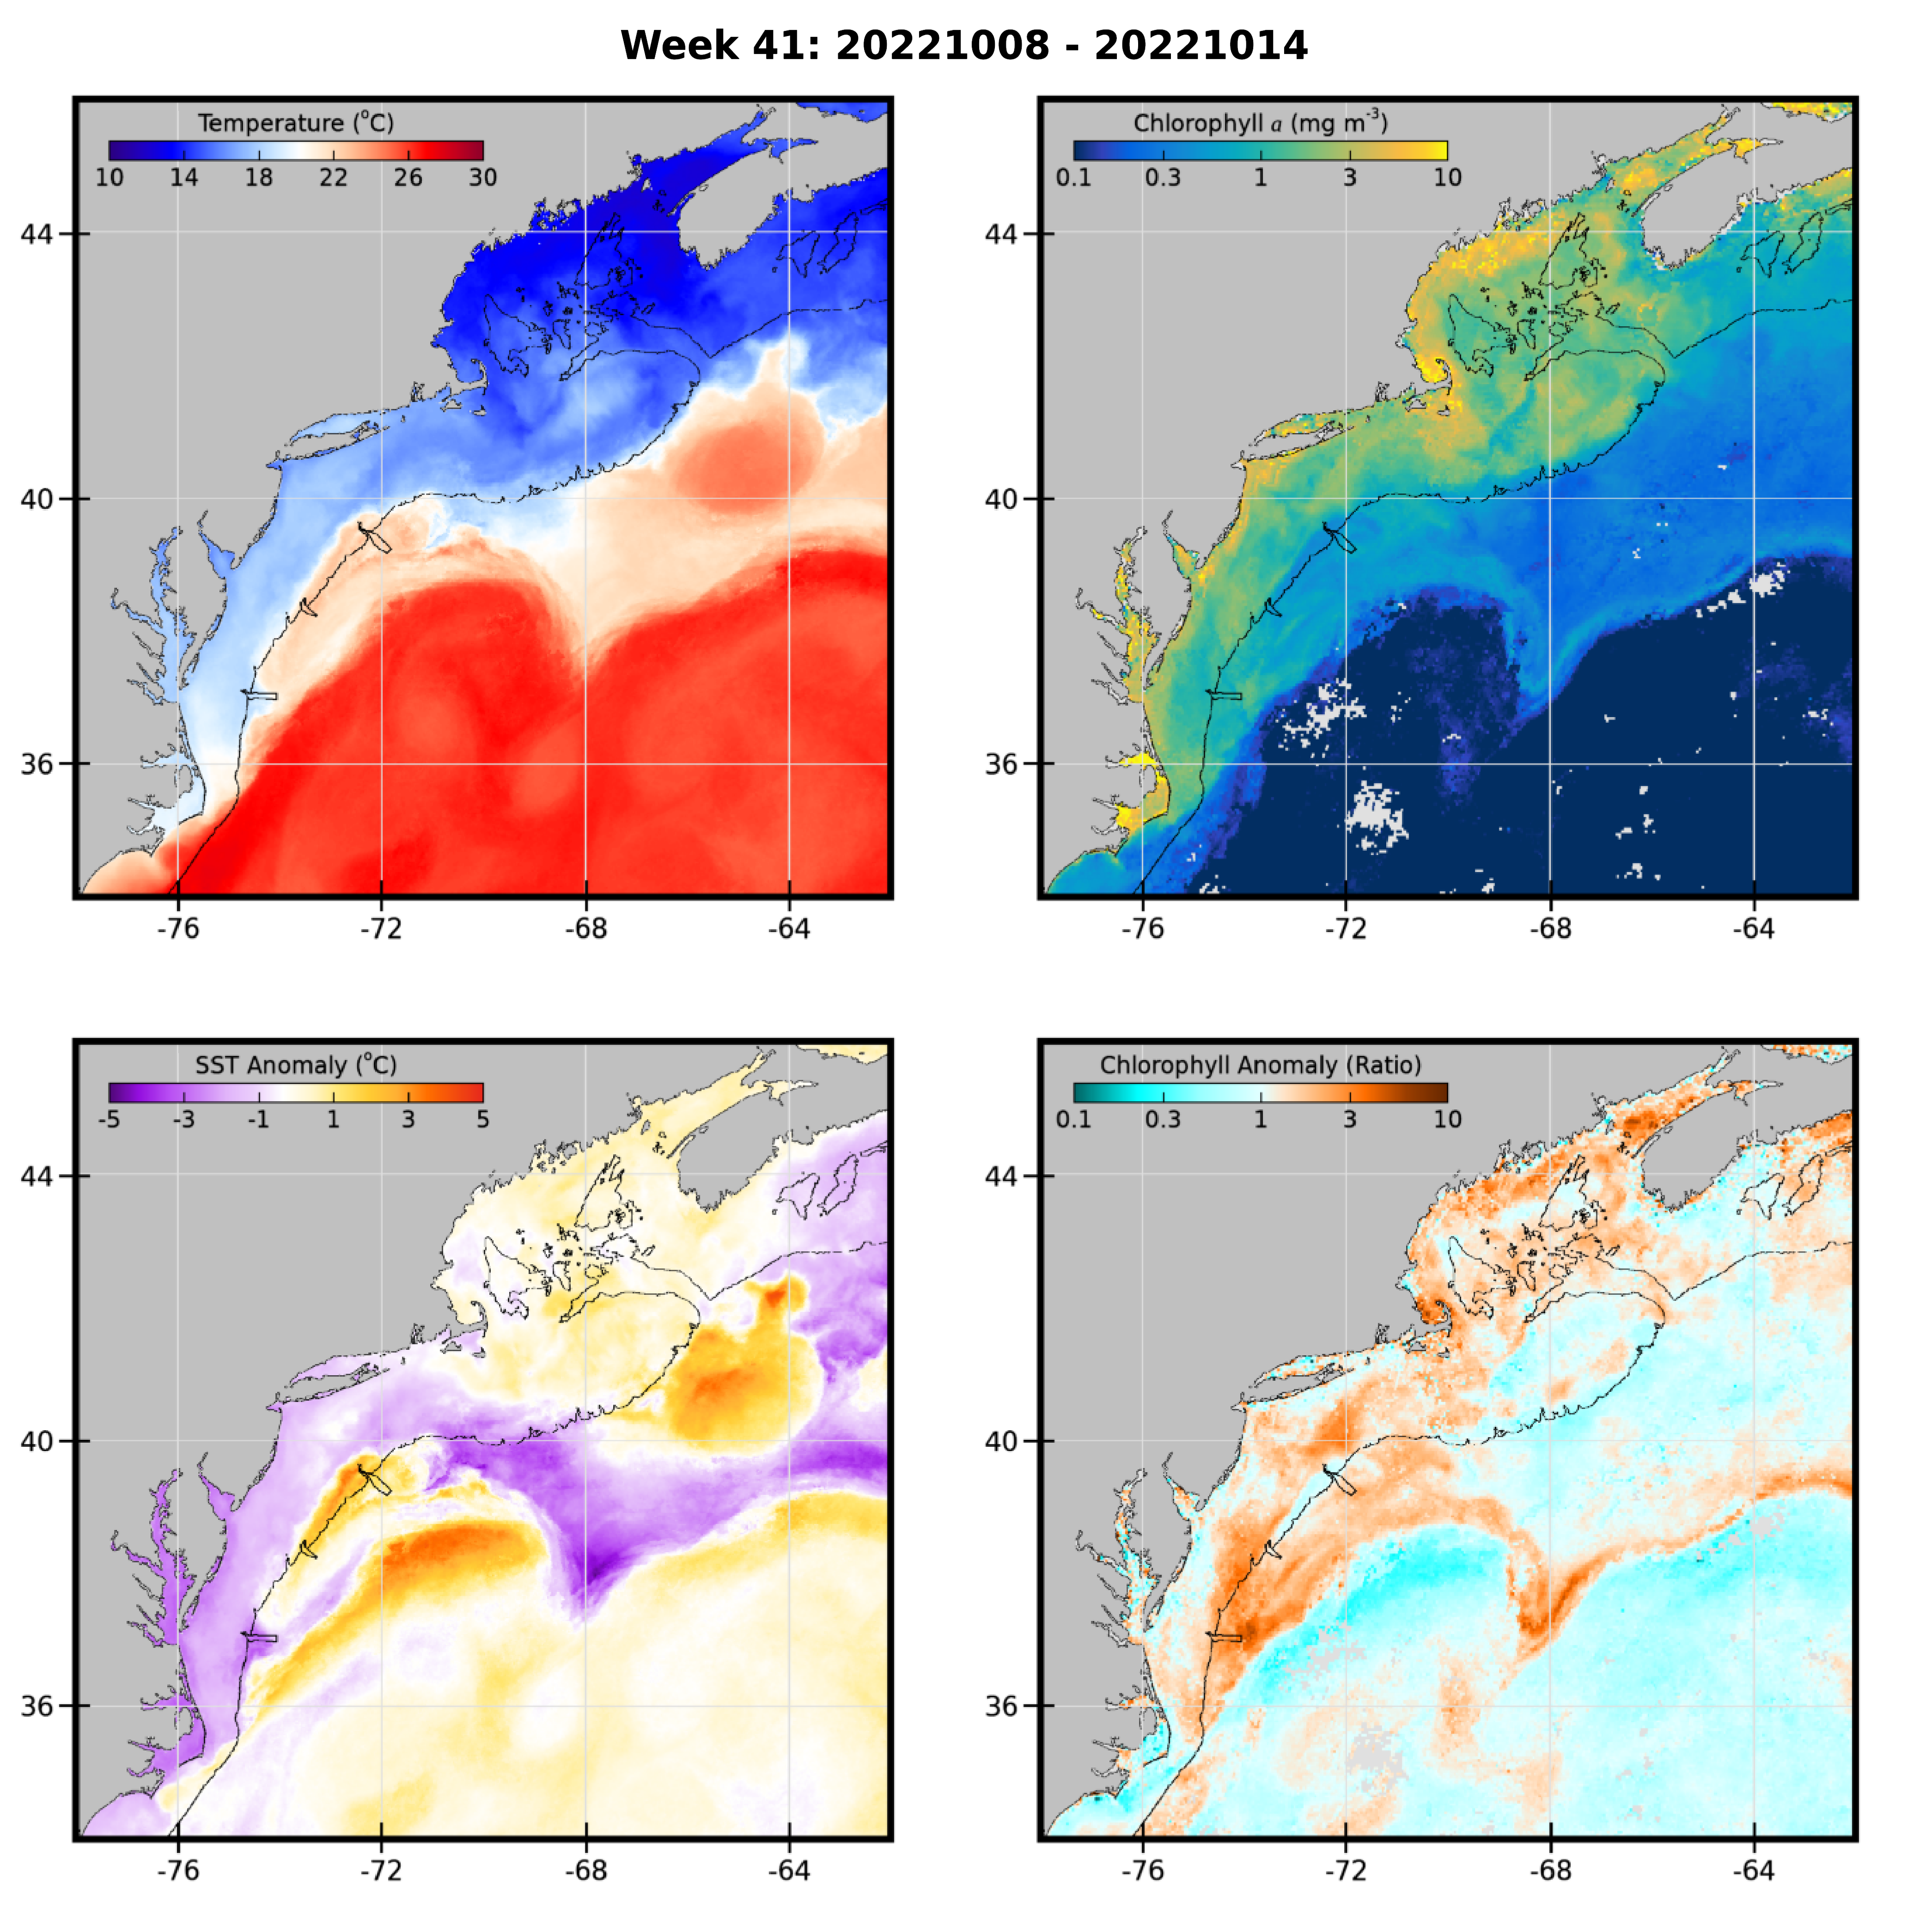 Week 41: 20221008 - 20221014
Temperature (°C)
10 14 18 22 26 30
44
40
36
-76 -72 -68 -64
Chlorophyll a (mg m⁻³)
0.1 0.3 1 3 10
44
40
36
-76 -72 -68 -64
SST Anomaly (°C)
-5 -3 -1 1 3 5
44
40
36
-76 -72 -68 -64
Chlorophyll Anomaly (Ratio)
0.1 0.3 1 3 10
44
40
36
-76 -72 -68 -64